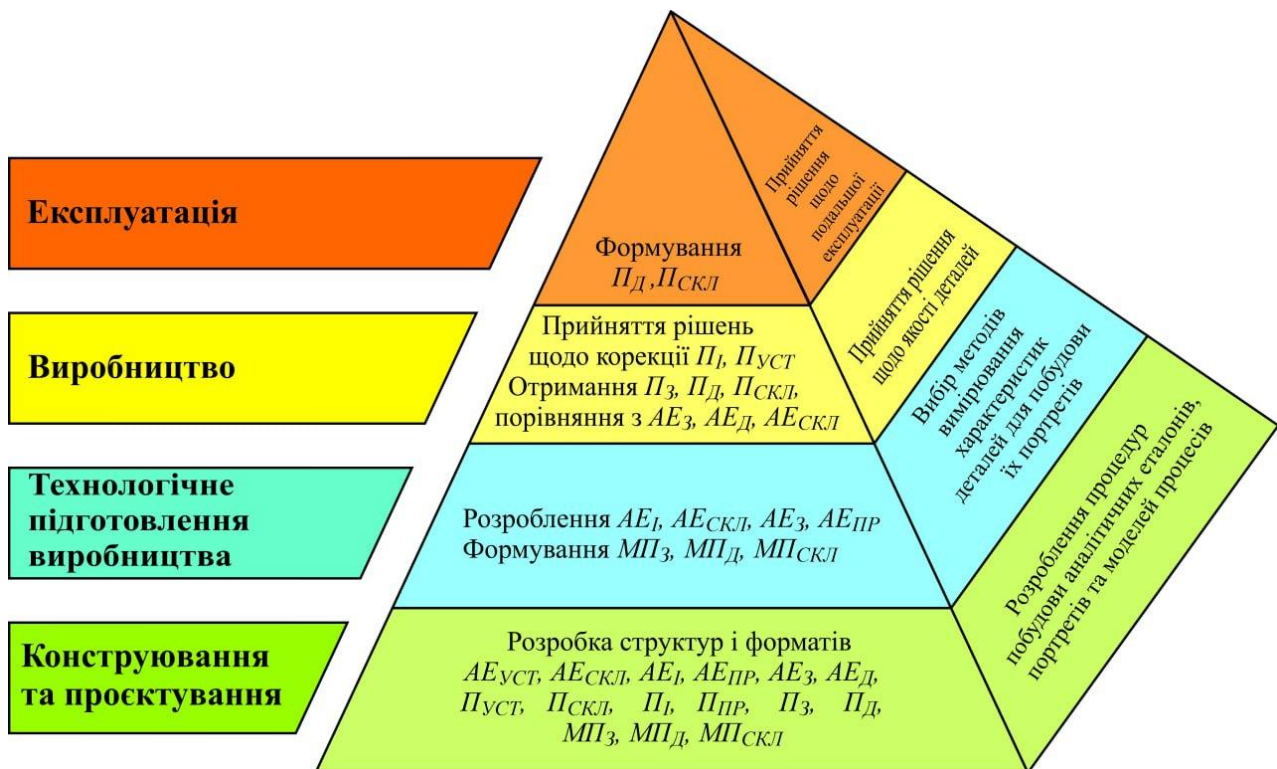 Експлуатація
Формування
П_Д ,П_СКЛ
Прийняття
рішення
щодо
подальшої
експлуатації
Виробництво
Прийняття рішень
щодо корекції П_І, П_УСТ
Отримання П_З, П_Д, П_СКЛ,
порівняння з АЕ_З, АЕ_Д, АЕ_СКЛ
Прийняття рішення
щодо якості деталей
Технологічне
підготовлення
виробництва
Розроблення АЕ_І, АЕ_СКЛ, АЕ_З, АЕ_ПР
Формування МП_З, МП_Д, МП_СКЛ
Вибір методів
вимірювання
характеристик
деталей для побудови
їх портретів
Конструювання
та проєктування
Розробка структур і форматів
АЕ_УСТ, АЕ_СКЛ, АЕ_І, АЕ_ПР, АЕ_З, АЕ_Д,
П_УСТ, П_СКЛ, П_І, П_ПР, П_З, П_Д,
МП_З, МП_Д, МП_СКЛ
Розроблення процедур
побудови аналітичних еталонів,
портретів та моделей процесів